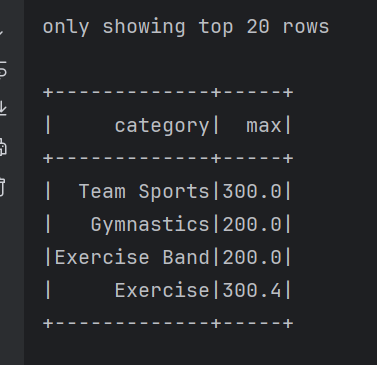 only showing top 20 rows
+-------------+-----+
|     category|  max|
+-------------+-----+
|  Team Sports|300.0|
|   Gymnastics|200.0|
|Exercise Band|200.0|
|     Exercise|300.4|
+-------------+-----+